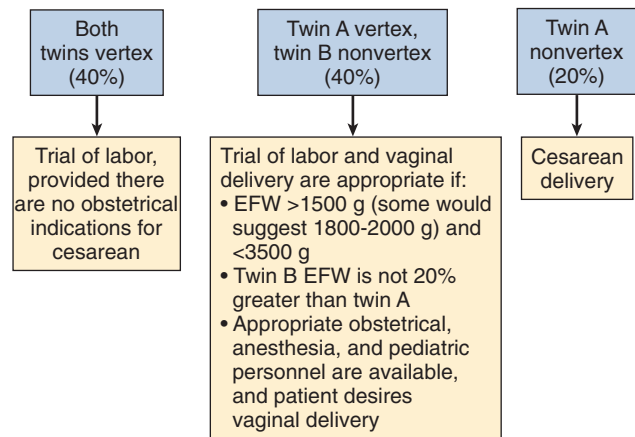 Both
twins vertex
(40%)
Trial of labor,
provided there
are no obstetrical
indications for
cesarean
Twin A vertex,
twin B nonvertex
(40%)
Trial of labor and vaginal
delivery are appropriate if:
• EFW >1500 g (some would
suggest 1800-2000 g) and
<3500 g
• Twin B EFW is not 20%
greater than twin A
• Appropriate obstetrical,
anesthesia, and pediatric
personnel are available,
and patient desires
vaginal delivery
Twin A
nonvertex
(20%)
Cesarean
delivery